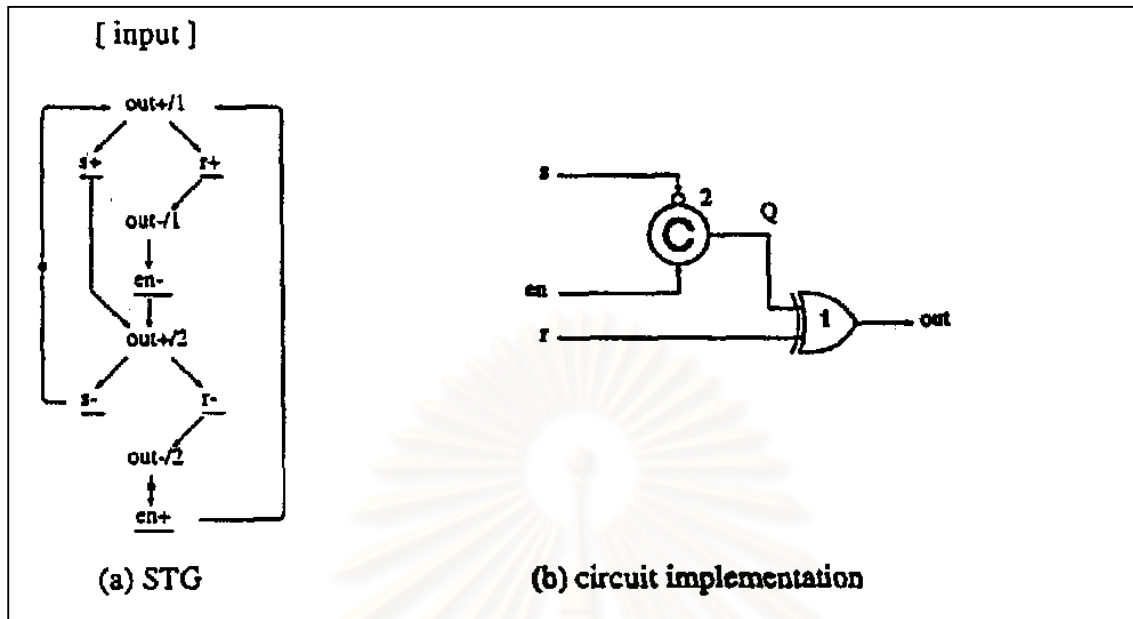 [ input ]
out+/1
s+ r+
out-/1
en-
out+/2
s- r-
out-/2
en+
(a) STG
s
2
Q
C
en
r
1
out
(b) circuit implementation